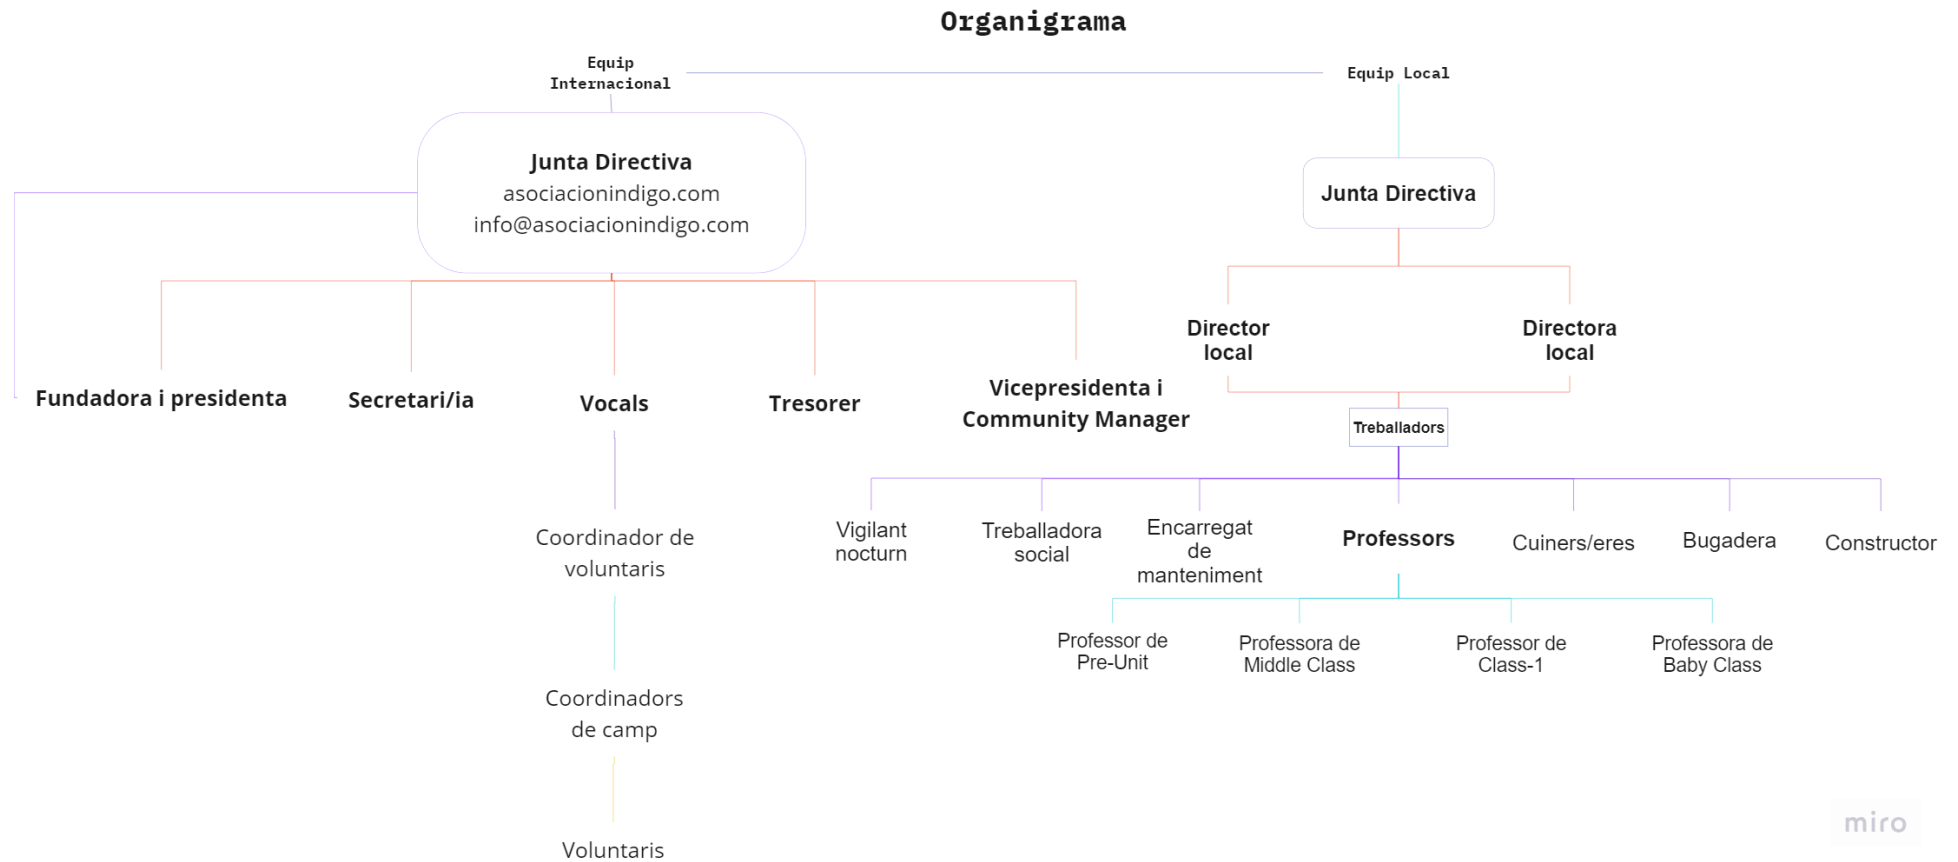 Organigrama
Equip
Internacional
Equip Local
Junta Directiva
asociacionindigo.com
info@asociacionindigo.com
Junta Directiva
Fundadora i presidenta
Secretari/ia
Vocals
Tresorer
Vicepresidenta i
Community Manager
Director
local
Directora
local
Treballadors
Coordinador de
voluntaris
Coordinadors
de camp
Voluntaris
Vigilant
nocturn
Treballadora
social
Encarregat
de
manteniment
Professors
Cuiners/eres
Bugadera
Constructor
Professor de
Pre-Unit
Professora de
Middle Class
Professor de
Class-1
Professora de
Baby Class
miro